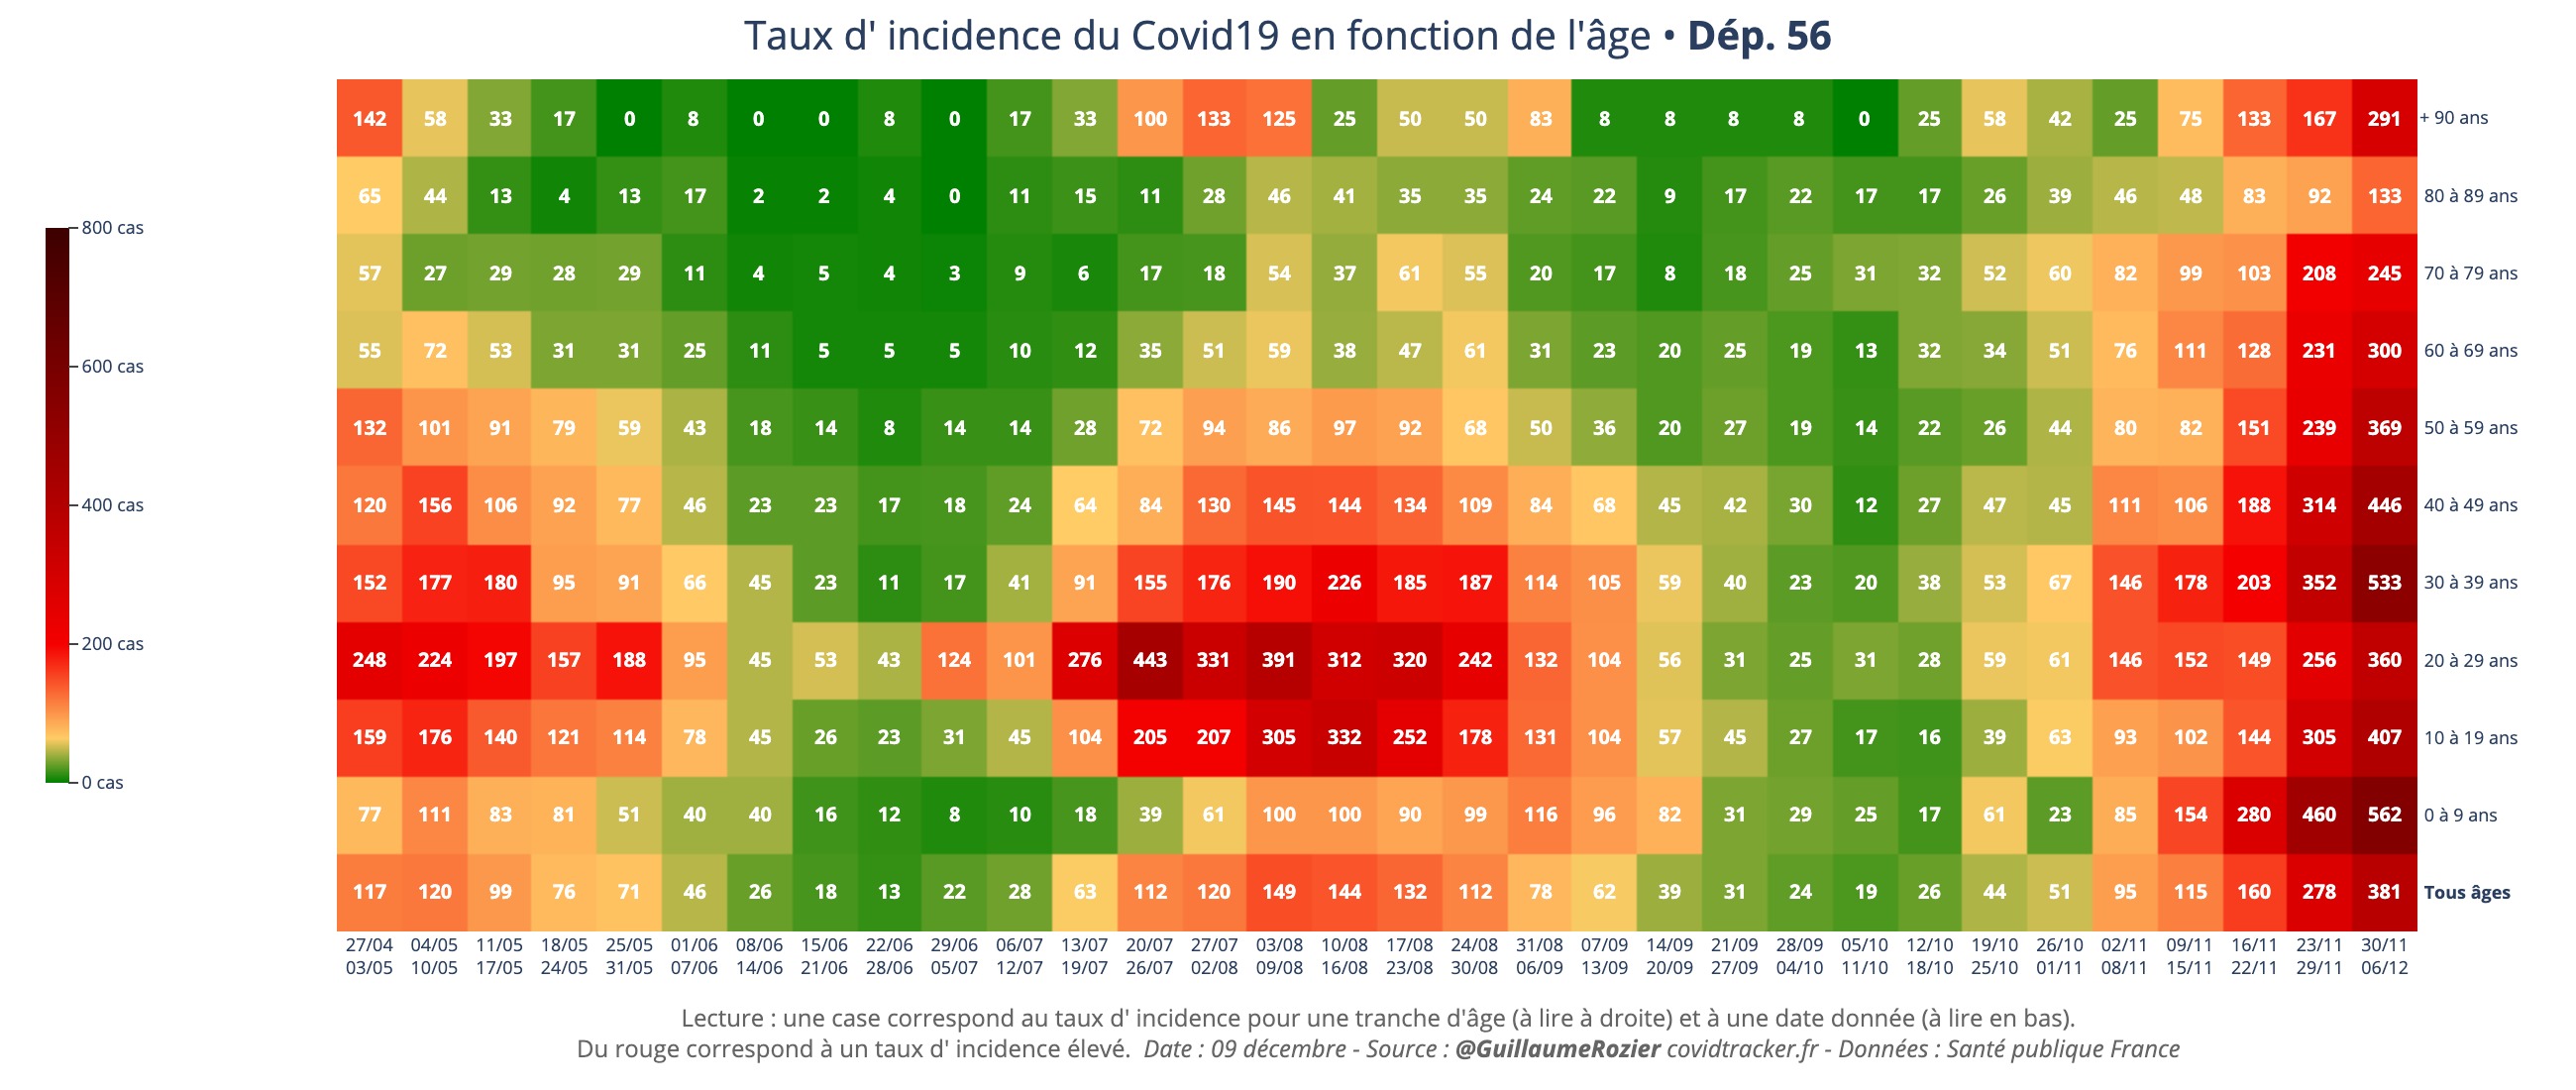 Taux d' incidence du Covid19 en fonction de l'âge • Dép. 56
142 58 33 17 0 8 0 0 8 0 17 33 100 133 125 25 50 50 83 8 8 8 8 0 25 58 42 25 75 133 167 291 + 90 ans
65 44 13 4 13 17 2 2 4 0 11 15 11 28 46 41 35 35 24 22 9 17 22 17 17 26 39 46 48 83 92 133 80 à 89 ans
800 cas
57 27 29 28 29 11 4 5 4 3 9 6 17 18 54 37 61 55 20 17 8 18 25 31 32 52 60 82 99 103 208 245 70 à 79 ans
55 72 53 31 31 25 11 5 5 5 10 12 35 51 59 38 47 61 31 23 20 25 19 13 32 34 51 76 111 128 231 300 60 à 69 ans
600 cas
132 101 91 79 59 43 18 14 8 14 14 28 72 94 86 97 92 68 50 36 20 27 19 14 22 26 44 80 82 151 239 369 50 à 59 ans
120 156 106 92 77 46 23 23 17 18 24 64 84 130 145 144 134 109 84 68 45 42 30 12 27 47 45 111 106 188 314 446 40 à 49 ans
400 cas
152 177 180 95 91 66 45 23 11 17 41 91 155 176 190 226 185 187 114 105 59 40 23 20 38 53 67 146 178 203 352 533 30 à 39 ans
200 cas
248 224 197 157 188 95 45 53 43 124 101 276 443 331 391 312 320 242 132 104 56 31 25 31 28 59 61 146 152 149 256 360 20 à 29 ans
159 176 140 121 114 78 45 26 23 31 45 104 205 207 305 332 252 178 131 104 57 45 27 17 16 39 63 93 102 144 305 407 10 à 19 ans
0 cas
77 111 83 81 51 40 40 16 12 8 10 18 39 61 100 100 90 99 116 96 82 31 29 25 17 61 23 85 154 280 460 562 0 à 9 ans
117 120 99 76 71 46 26 18 13 22 28 63 112 120 149 144 132 112 78 62 39 31 24 19 26 44 51 95 115 160 278 381 Tous âges
27/04 04/05 11/05 18/05 25/05 01/06 08/06 15/06 22/06 29/06 06/07 13/07 20/07 27/07 03/08 10/08 17/08 24/08 31/08 07/09 14/09 21/09 28/09 05/10 12/10 19/10 26/10 02/11 09/11 16/11 23/11 30/11
03/05 10/05 17/05 24/05 31/05 07/06 14/06 21/06 28/06 05/07 12/07 19/07 26/07 02/08 09/08 16/08 23/08 30/08 06/09 13/09 20/09 27/09 04/10 11/10 18/10 25/10 01/11 08/11 15/11 22/11 29/11 06/12
Lecture : une case correspond au taux d' incidence pour une tranche d'âge (à lire à droite) et à une date donnée (à lire en bas).
Du rouge correspond à un taux d' incidence élevé. Date : 09 décembre - Source : @GuillaumeRozier covidtracker.fr - Données : Santé publique France